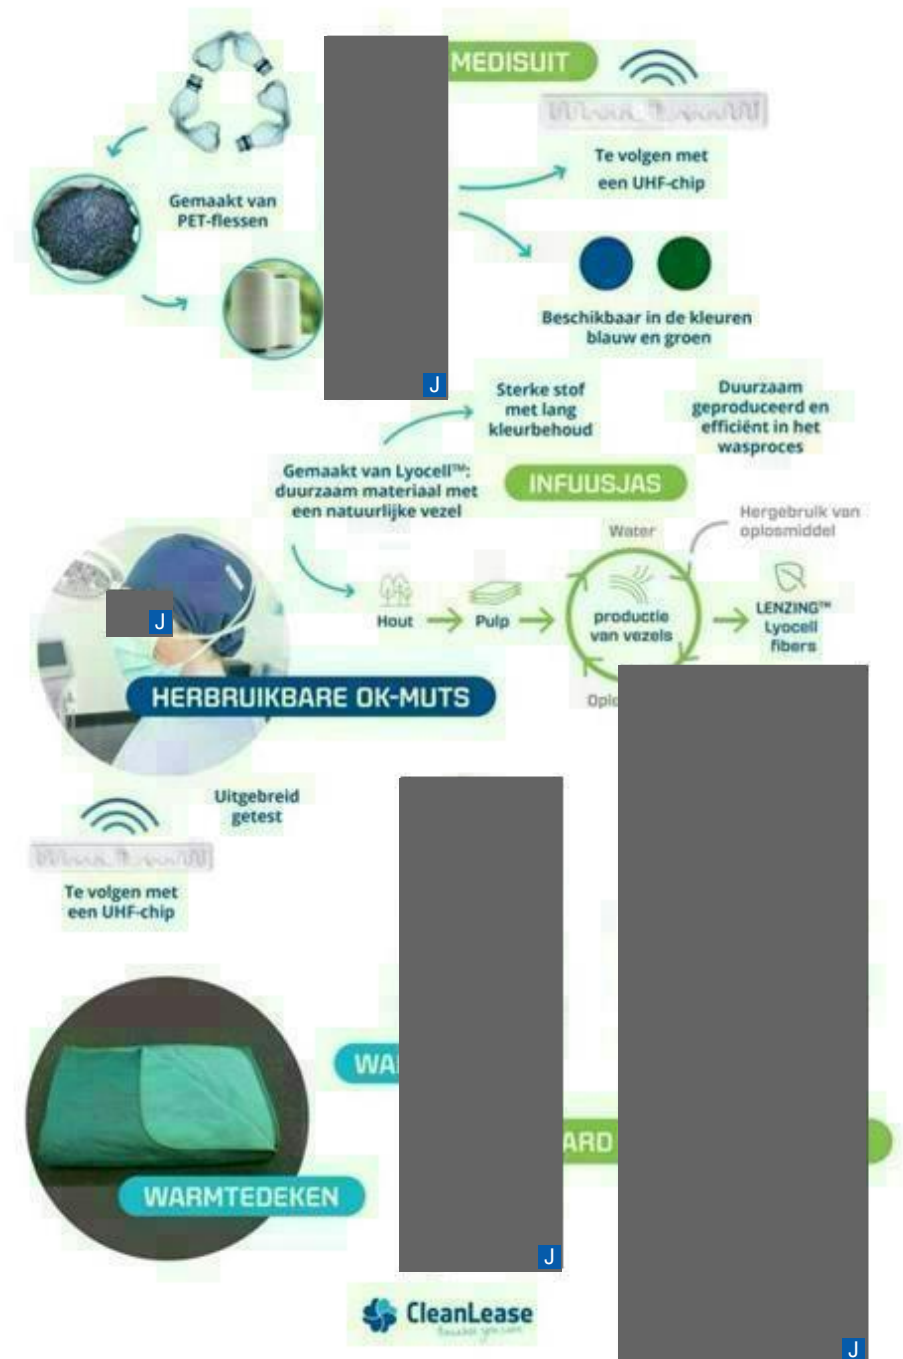 MEDISUIT
Te volgen met
een UHF-chip
Gemaakt van
PET-flessen
Beschikbaar in de kleuren
blauw en groen
J
Sterke stof
met lang
kleurbehoud
Duurzaam
geproduceerd en
efficiënt in het
wasproces
Gemaakt van Lyocell™:
duurzaam materiaal met
een natuurlijke vezel
INFUUSJAS
Hergebruik van
oplosmiddel
Water
Hout
Pulp
productie
van vezels
LENZING™
Lyocell
fibers
J
HERBRUIKBARE OK-MUTS
Oplo
Uitgebreid
getest
Te volgen met
een UHF-chip
WA
ARD
WARMTEDEKEN
J
CleanLease
J